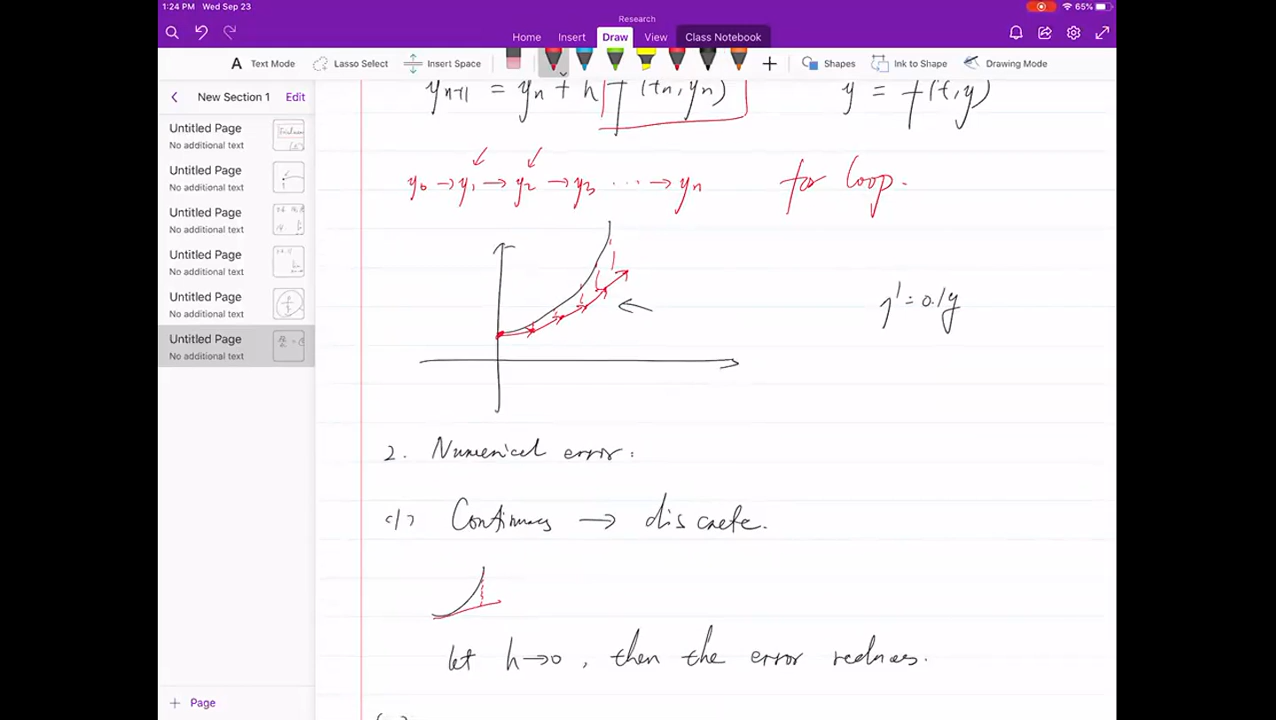 1:24 PM Wed Sep 23
65%
Research
Home Insert Draw View Class Notebook
Text Mode Lasso Select Insert Space Shapes Ink to Shape Drawing Mode
New Section 1 Edit
Untitled Page
No additional text
Untitled Page
No additional text
Untitled Page
No additional text
Untitled Page
No additional text
Untitled Page
No additional text
Untitled Page
No additional text
Page
yn+1 = yn + h f(tn, yn) y = f(t,y)
y0 → y1 → y2 → y3 ... → yn for loop.
y' = 0.1y
2. Numerical error:
(1) Continuous → discrete.
let h→0, then the error reduces.